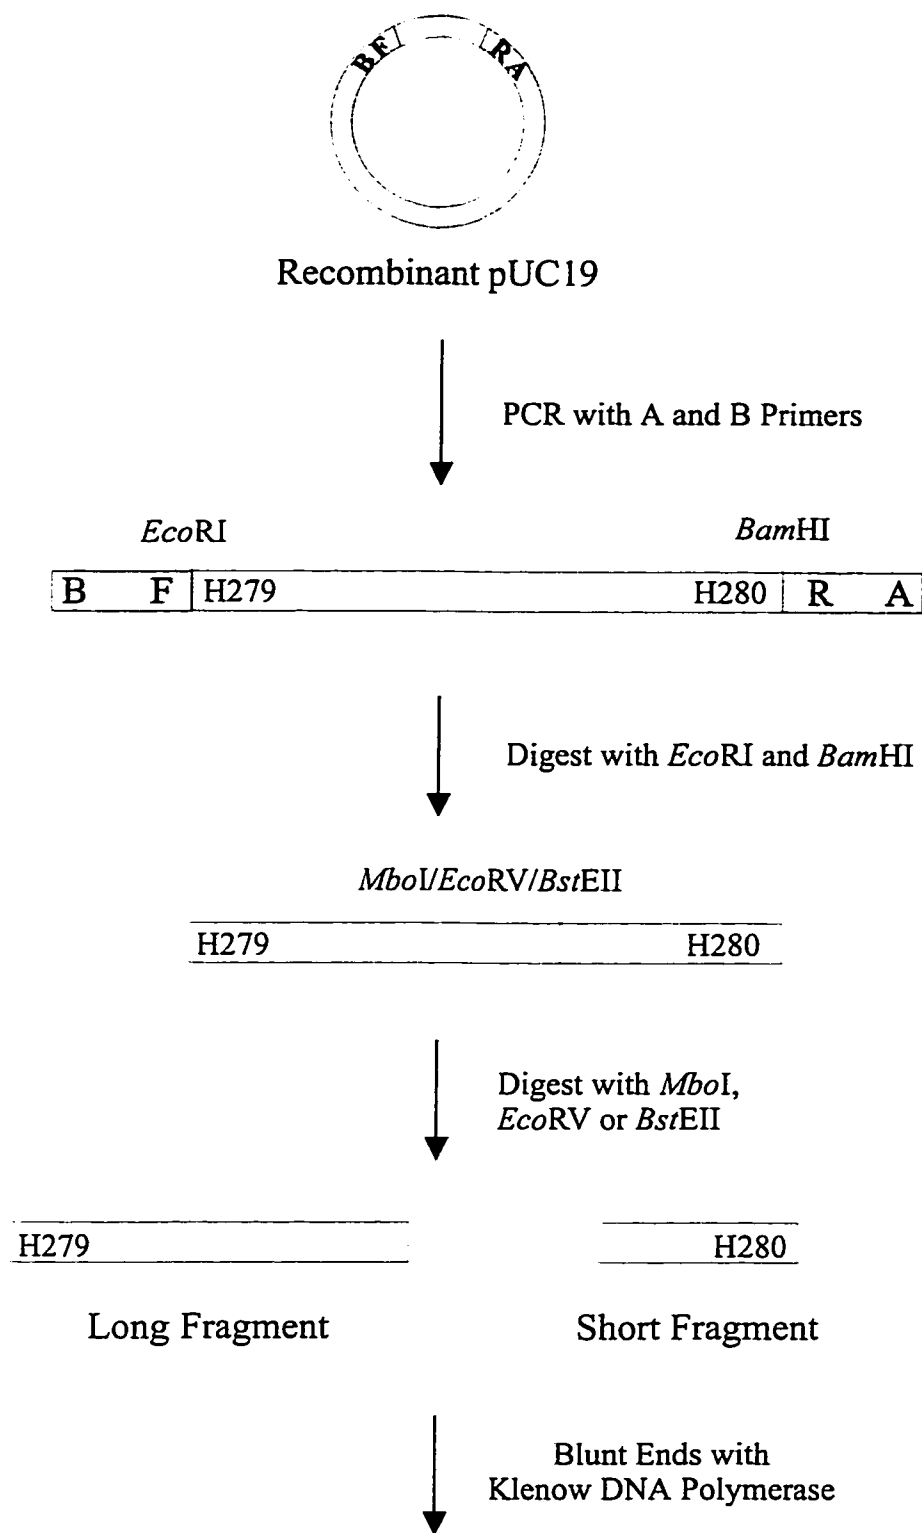 BF RA
Recombinant pUC19
PCR with A and B Primers
EcoRI BamHI
B F H279 H280 R A
Digest with EcoRI and BamHI
MboI/EcoRV/BstEII
H279 H280
Digest with MboI,
EcoRV or BstEII
H279 H280
Long Fragment Short Fragment
Blunt Ends with
Klenow DNA Polymerase